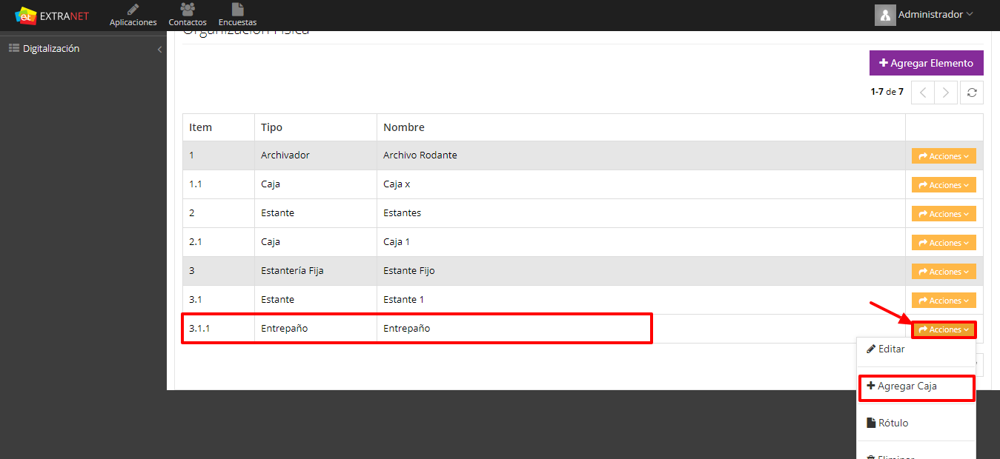 et EXTRANET
Aplicaciones
Contactos
Encuestas
Administrador
Digitalización
Organización Física
Agregar Elemento
1-7 de 7
Item Tipo Nombre
1 Archivador Archivo Rodante Acciones
1.1 Caja Caja x Acciones
2 Estante Estantes Acciones
2.1 Caja Caja 1 Acciones
3 Estantería Fija Estante Fijo Acciones
3.1 Estante Estante 1 Acciones
3.1.1 Entrepaño Entrepaño Acciones
Editar
Agregar Caja
Rótulo
Eliminar